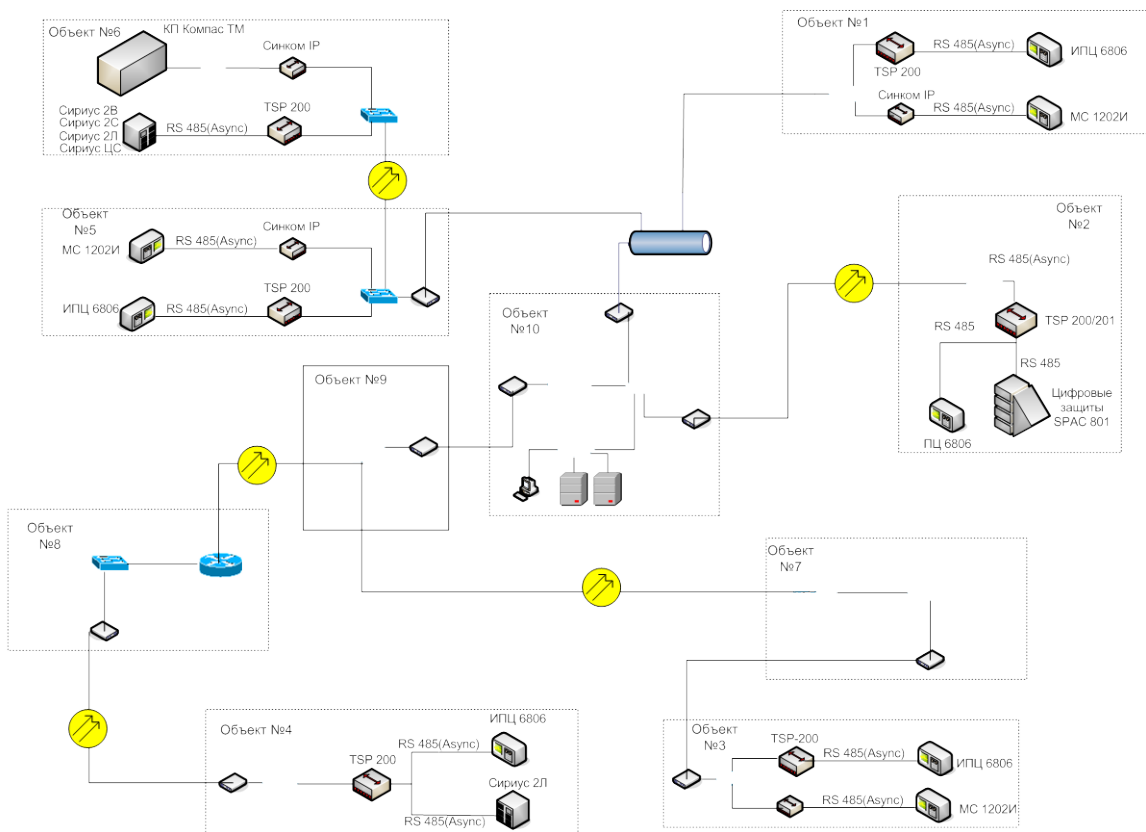 Объект №6
КП Компас ТМ
Синком IP
Сириус 2В
Сириус 2С
Сириус 2Л
Сириус ЦС
RS 485(Async)
TSP 200
Объект №1
TSP 200
RS 485(Async)
ИПЦ 6806
Синком IP
RS 485(Async)
МС 1202И
Объект
№5
МС 1202И
RS 485(Async)
Синком IP
ИПЦ 6806
RS 485(Async)
TSP 200
Объект
№2
RS 485(Async)
TSP 200/201
RS 485
RS 485
ПЦ 6806
Цифровые
защиты
SPAC 801
Объект
№10
Объект №9
Объект
№8
Объект
№7
Объект №4
TSP 200
RS 485(Async)
ИПЦ 6806
Сириус 2Л
RS 485(Async)
Объект
№3
TSP-200
RS 485(Async)
ИПЦ 6806
RS 485(Async)
МС 1202И